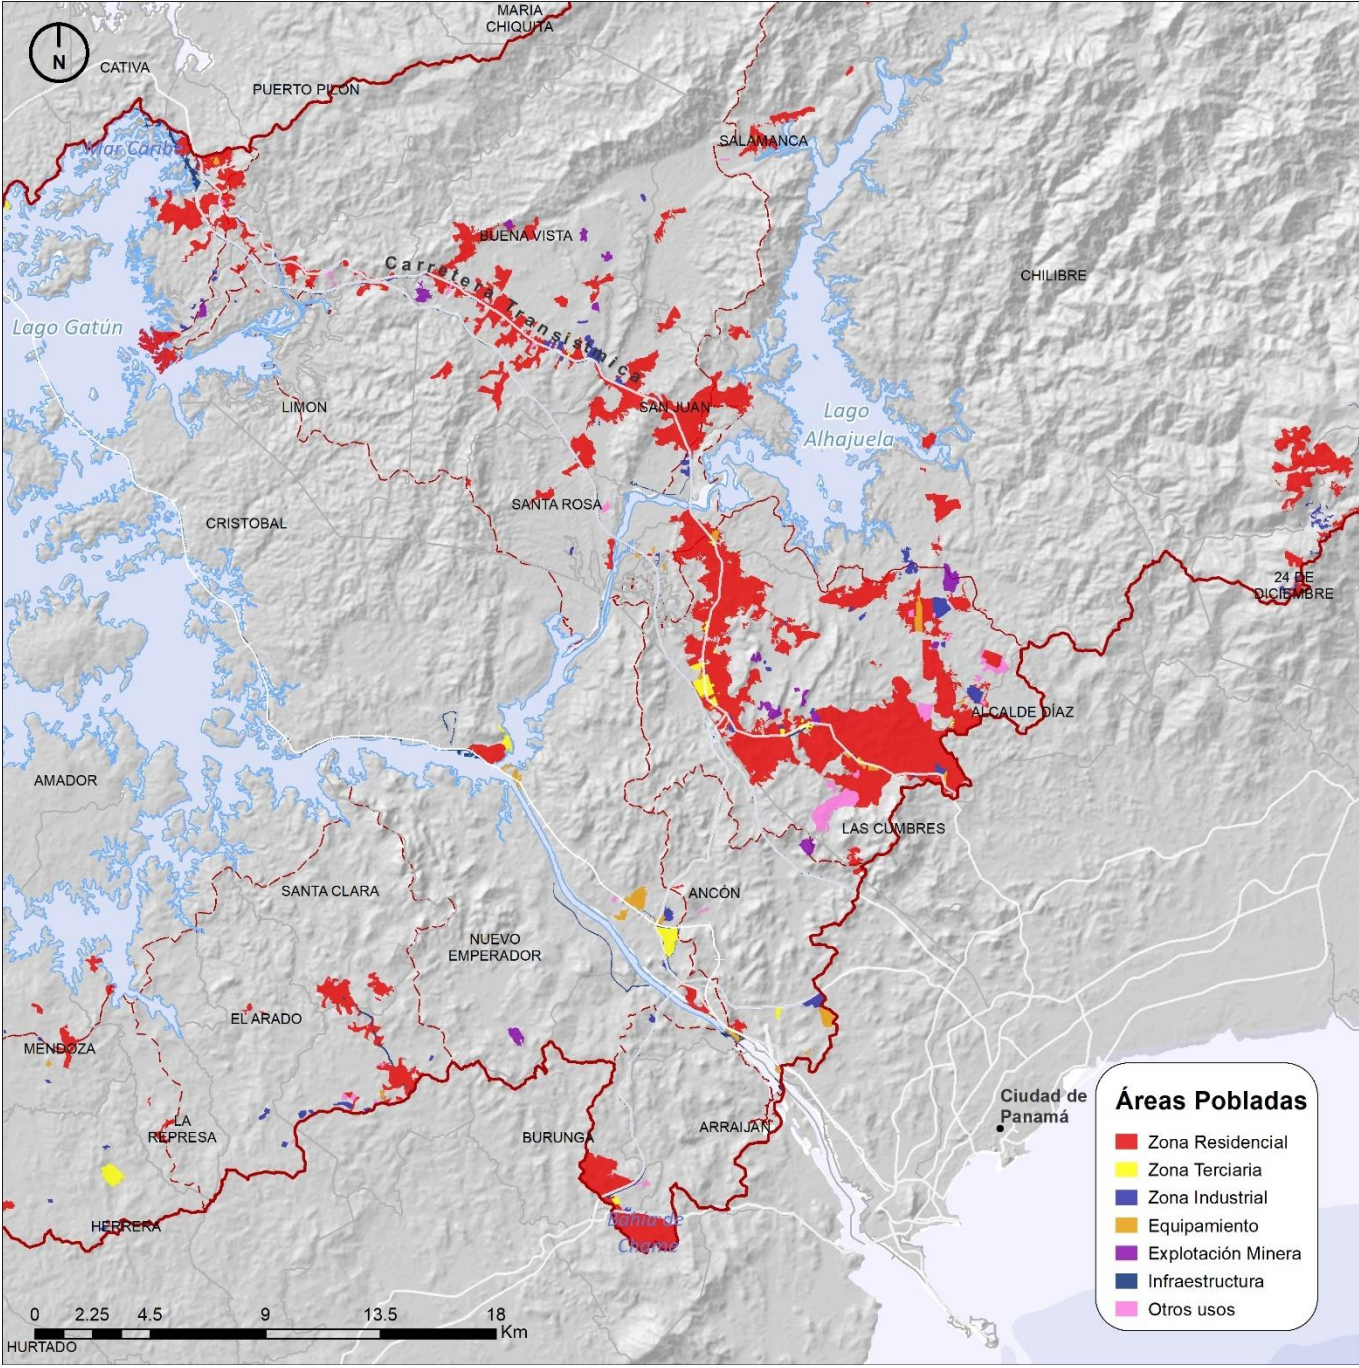 MARIA
CHIQUITA
N
CATIVA
PUERTO PILON
SALAMANCA
Mar Caribe
BUENA VISTA
Carretera Transístmica
CHILIBRE
Lago Gatún
LIMON
SAN JUAN
Lago
Alhajuela
SANTA ROSA
CRISTOBAL
24 DE
DICIEMBRE
ALCALDE DÍAZ
AMADOR
LAS CUMBRES
SANTA CLARA
ANCÓN
NUEVO
EMPERADOR
EL ARADO
MENDOZA
LA
REPRESA
BURUNGA
ARRAIJAN
Ciudad de
Panamá
HERRERA
Bahía de
Chame
Áreas Pobladas
Zona Residencial
Zona Terciaria
Zona Industrial
Equipamiento
Explotación Minera
Infraestructura
Otros usos
0 2.25 4.5 9 13.5 18
Km
HURTADO